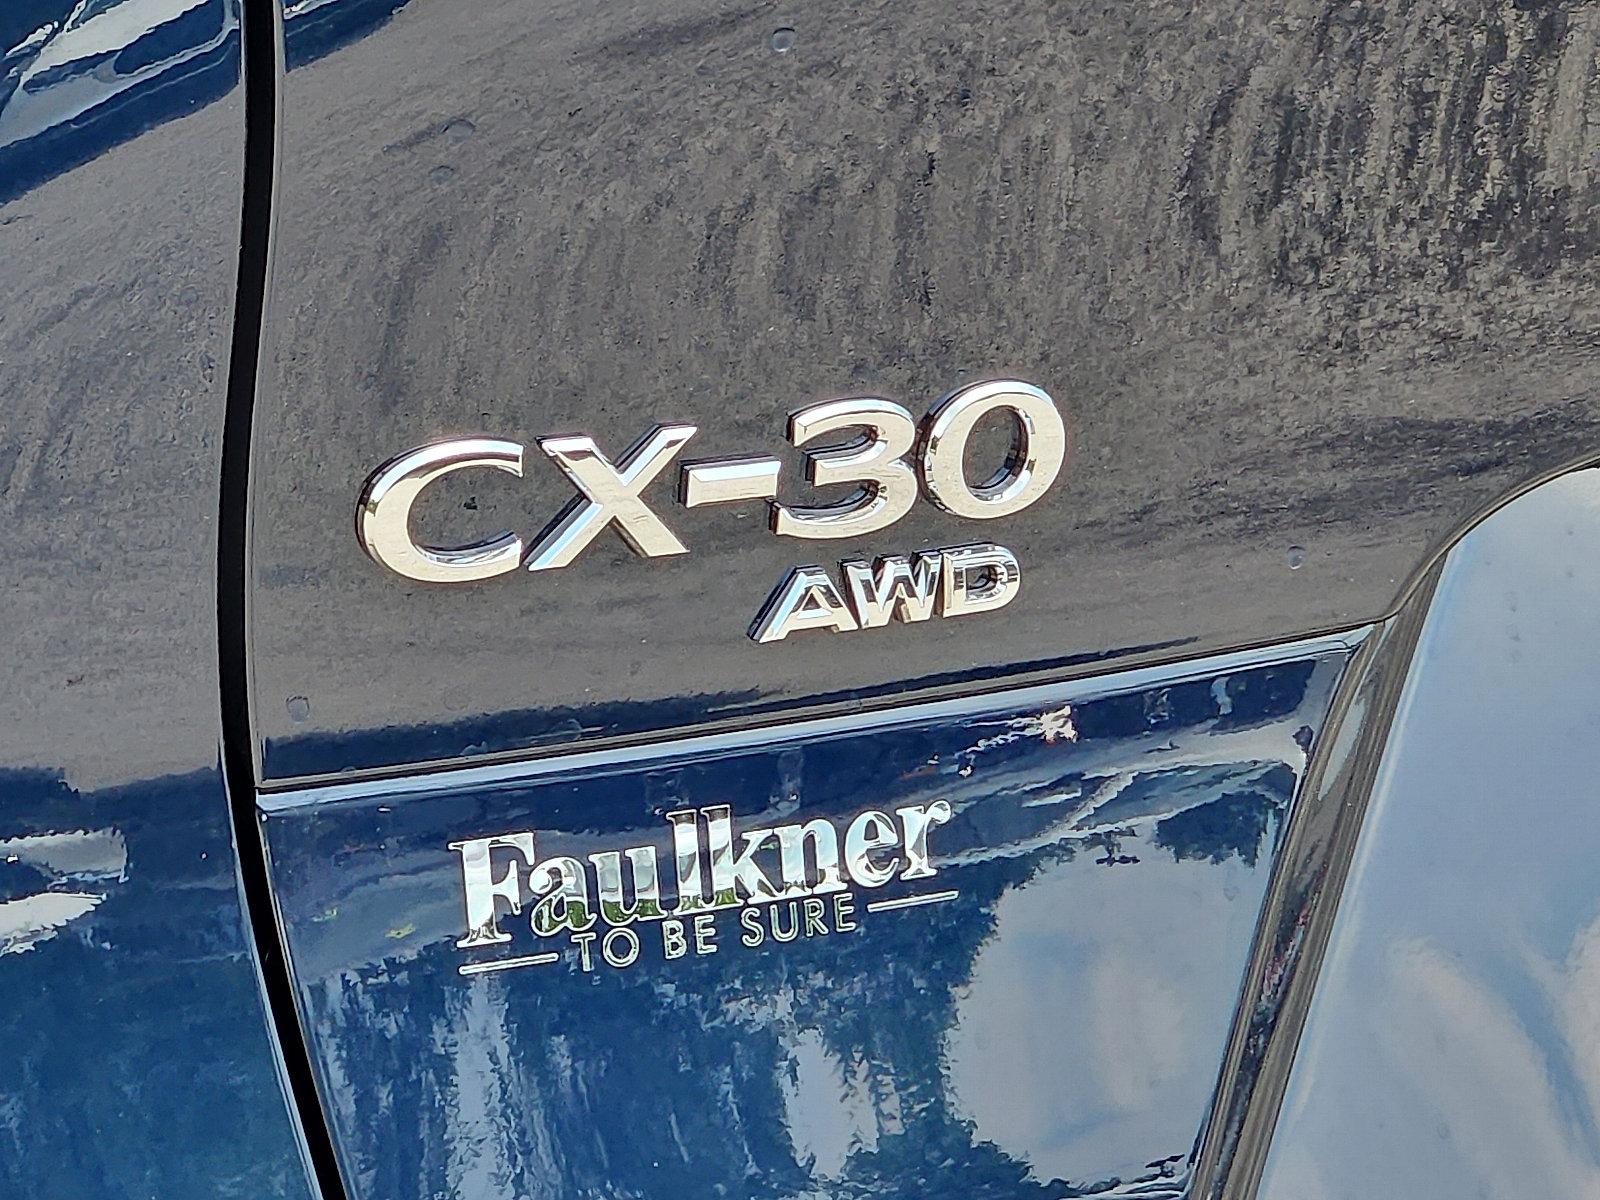 CX-30
AWD
Faulkner
TO BE SURE